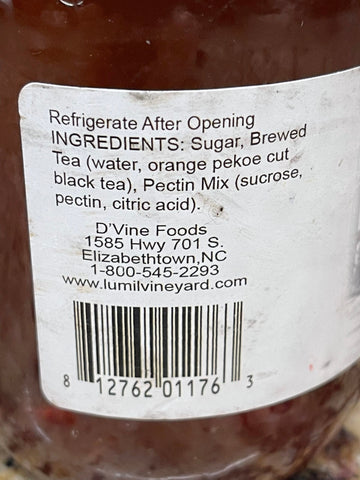 Refrigerate After Opening
INGREDIENTS: Sugar, Brewed
Tea (water, orange pekoe cut
black tea), Pectin Mix (sucrose,
pectin, citric acid).
D'Vine Foods
1585 Hwy 701 S.
Elizabethtown,NC
1-800-545-2293
www.lumilvineyard.com
8 12762 01176 3